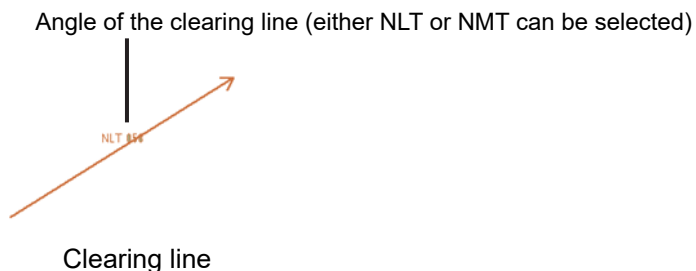 Angle of the clearing line (either NLT or NMT can be selected)
NLT
Clearing line